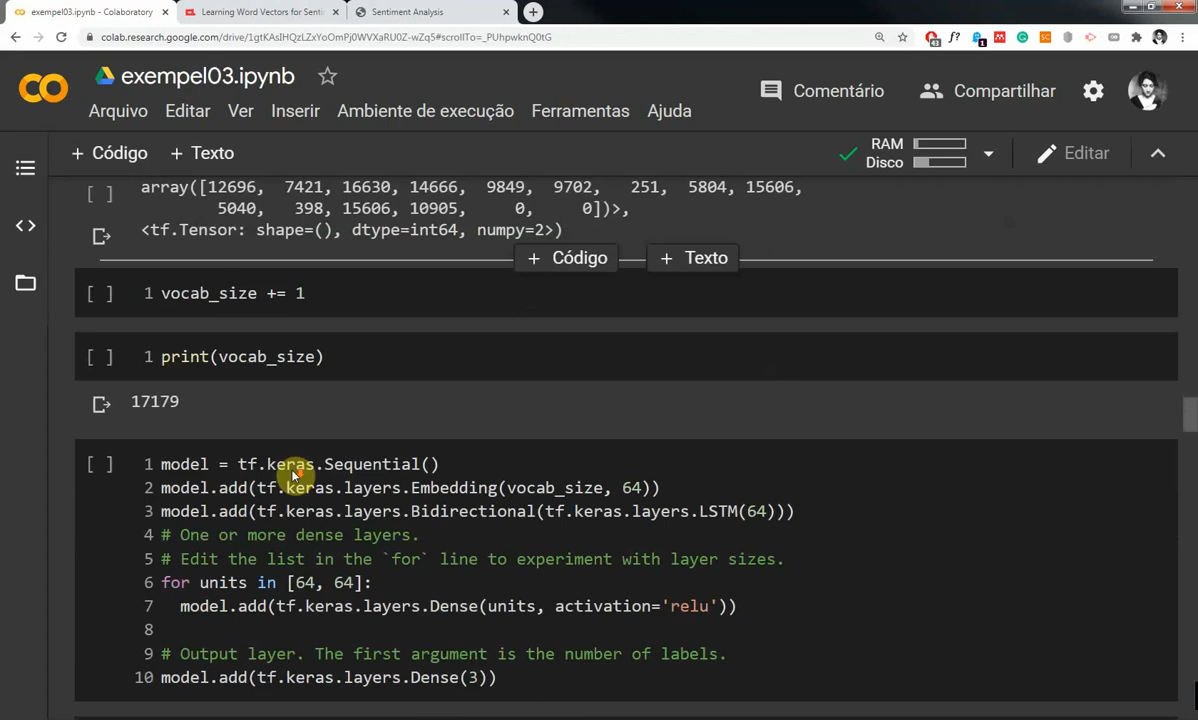 exempel03.ipynb - Colaboratory
Learning Word Vectors for Senti
Sentiment Analysis
colab.research.google.com/drive/1gtKAsIHQzLZxYoOmPj0WVXaRU0Z-wZq5#scrollTo=_PUhpwknQ0tG
exempel03.ipynb
Comentário
Compartilhar
Arquivo Editar Ver Inserir Ambiente de execução Ferramentas Ajuda
+ Código + Texto
RAM
Disco
Editar
[ ] array([12696, 7421, 16630, 14666, 9849, 9702, 251, 5804, 15606,
5040, 398, 15606, 10905, 0, 0])>,
<tf.Tensor: shape=(), dtype=int64, numpy=2>)
+ Código + Texto
[ ] 1 vocab_size += 1
[ ] 1 print(vocab_size)
17179
[ ] 1 model = tf.keras.Sequential()
2 model.add(tf.keras.layers.Embedding(vocab_size, 64))
3 model.add(tf.keras.layers.Bidirectional(tf.keras.layers.LSTM(64)))
4 # One or more dense layers.
5 # Edit the list in the `for` line to experiment with layer sizes.
6 for units in [64, 64]:
7 model.add(tf.keras.layers.Dense(units, activation='relu'))
8
9 # Output layer. The first argument is the number of labels.
10 model.add(tf.keras.layers.Dense(3))